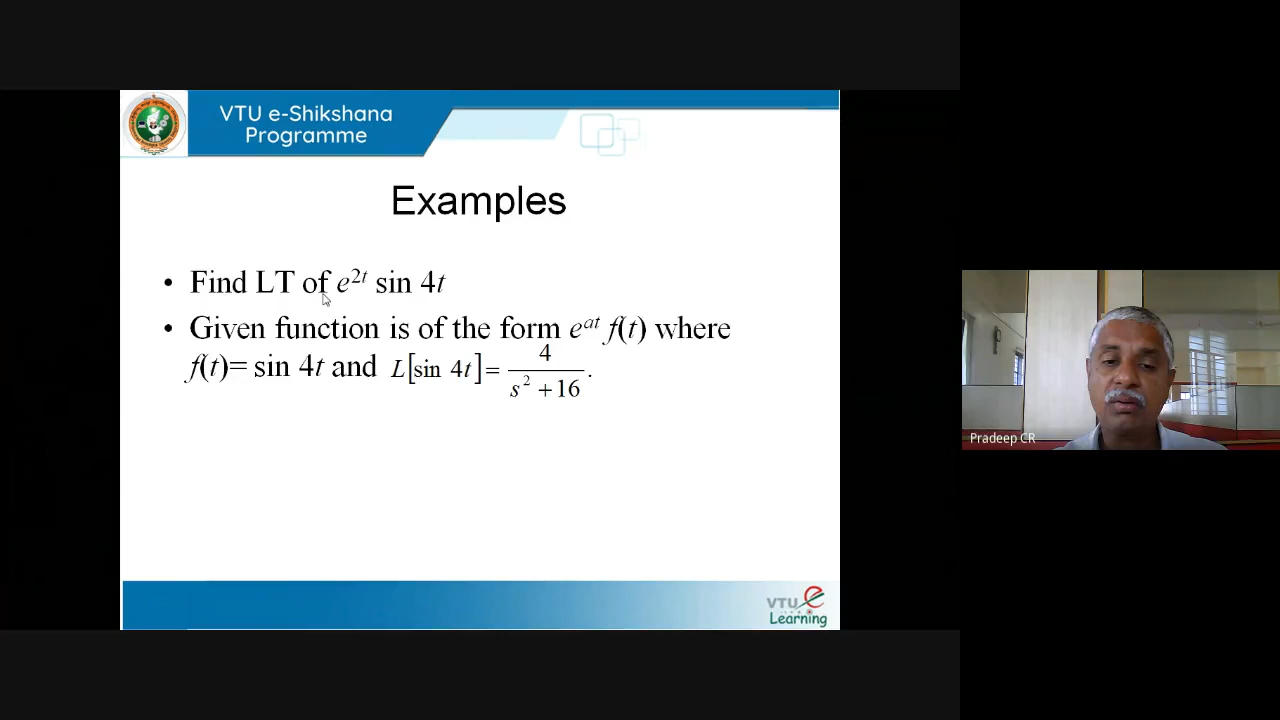 VTU e-Shikshana
Programme
Examples
• Find LT of e^{2t} sin 4t
• Given function is of the form e^{at} f(t) where
f(t)= sin 4t and L[sin 4t] = \frac{4}{s^2+16}.
Pradeep CR
VTU e
Learning